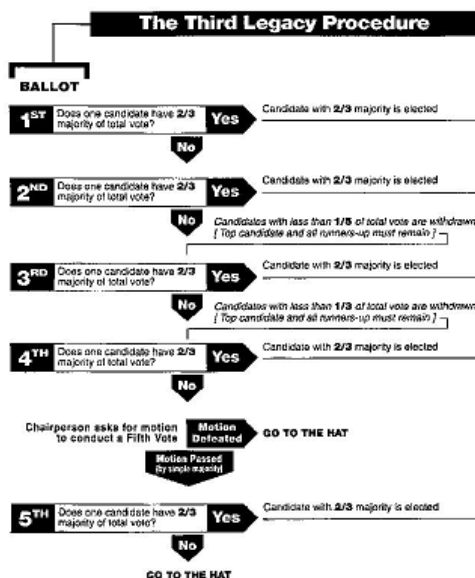 The Third Legacy Procedure
BALLOT
1ST
Does one candidate have 2/3
majority of total vote?
Yes
Candidate with 2/3 majority is elected
No
2ND
Does one candidate have 2/3
majority of total vote?
Yes
Candidate with 2/3 majority is elected
No
Candidates with less than 1/5 of total vote are withdrawn
[ Top candidate and all runners-up must remain ]
3RD
Does one candidate have 2/3
majority of total vote?
Yes
Candidate with 2/3 majority is elected
No
Candidates with less than 1/3 of total vote are withdrawn
[ Top candidate and all runners-up must remain ]
4TH
Does one candidate have 2/3
majority of total vote?
Yes
Candidate with 2/3 majority is elected
No
Chairperson asks for motion
to conduct a Fifth Vote
Motion
Defeated
GO TO THE HAT
Motion Passed
(by simple majority)
5TH
Does one candidate have 2/3
majority of total vote?
Yes
Candidate with 2/3 majority is elected
No
GO TO THE HAT